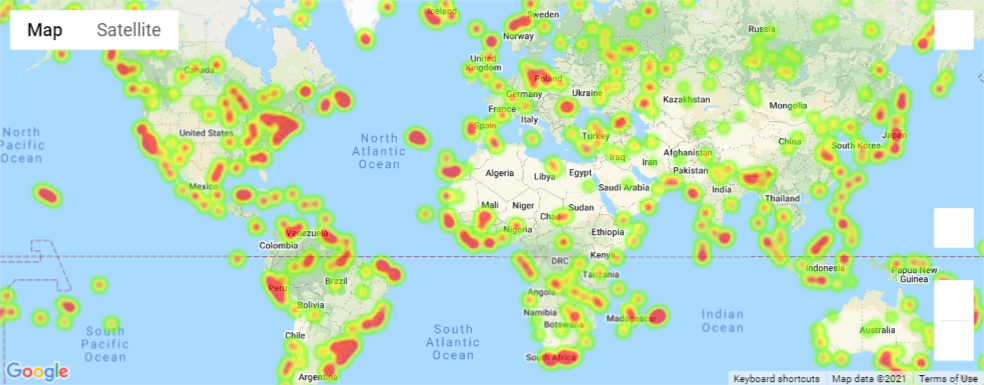 Map
Satellite
Iceland
Sweden
Norway
Russia
Canada
United
Kingdom
Poland
Germany
Ukraine
Kazakhstan
Mongolia
France
Italy
Spain
Turkey
North
Pacific
Ocean
United States
North
Atlantic
Ocean
China
Japan
South Korea
Afghanistan
Iraq
Iran
Pakistan
Algeria
Libya
Egypt
Saudi Arabia
India
Thailand
Mexico
Mali
Niger
Chad
Sudan
Nigeria
Ethiopia
Venezuela
Colombia
DRC
Kenya
Indonesia
Papua New
Guinea
Tanzania
Peru
Brazil
Angola
Bolivia
Namibia
Botswana
Madagascar
South
Pacific
Ocean
Chile
South
Atlantic
Ocean
Indian
Ocean
Australia
South Africa
Argentina
Google
Keyboard shortcuts
Map data ©2021
Terms of Use